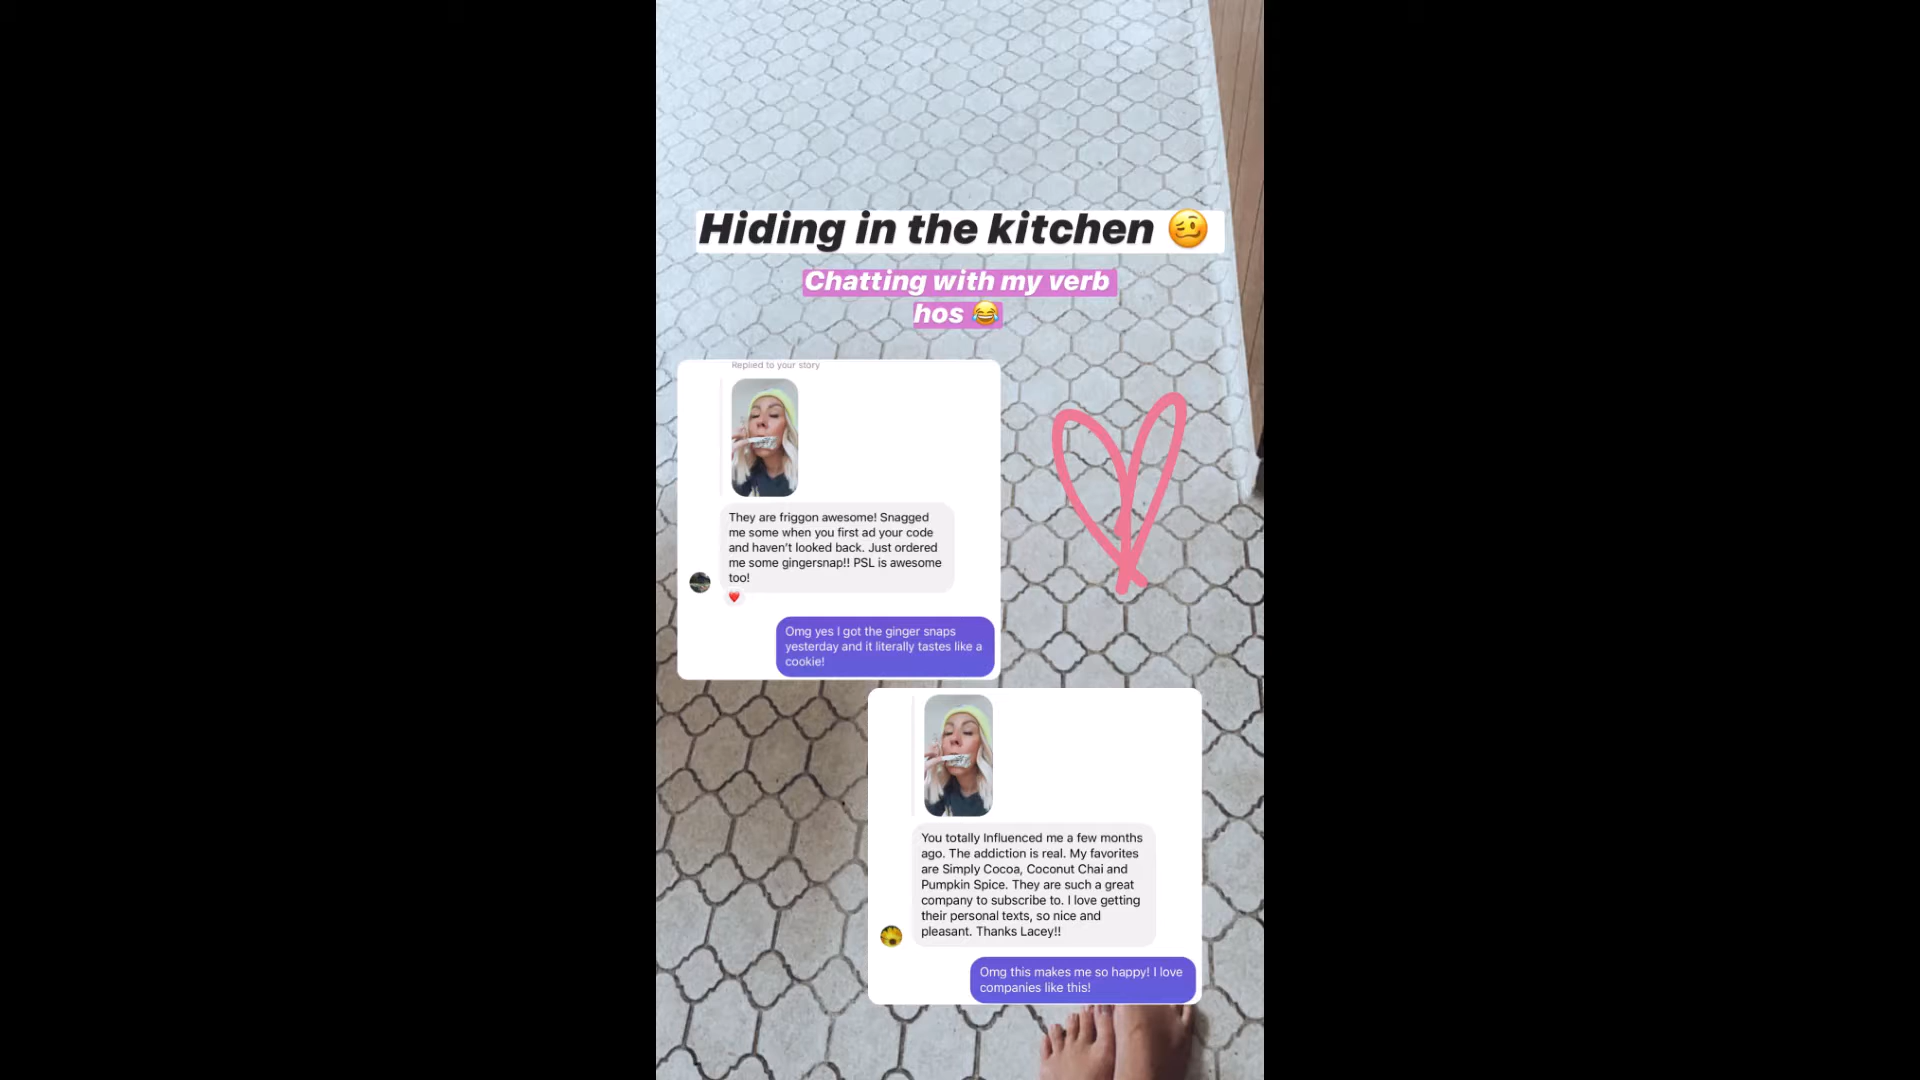 Hiding in the kitchen 🥴
Chatting with my verb
hos 😂
Replied to your story
They are friggon awesome! Snagged
me some when you first ad your code
and haven't looked back. Just ordered
me some gingersnap!! PSL is awesome
too!
Omg yes I got the ginger snaps
yesterday and it literally tastes like a
cookie!
You totally Influenced me a few months
ago. The addiction is real. My favorites
are Simply Cocoa, Coconut Chai and
Pumpkin Spice. They are such a great
company to subscribe to. I love getting
their personal texts, so nice and
pleasant. Thanks Lacey!!
Omg this makes me so happy! I love
companies like this!